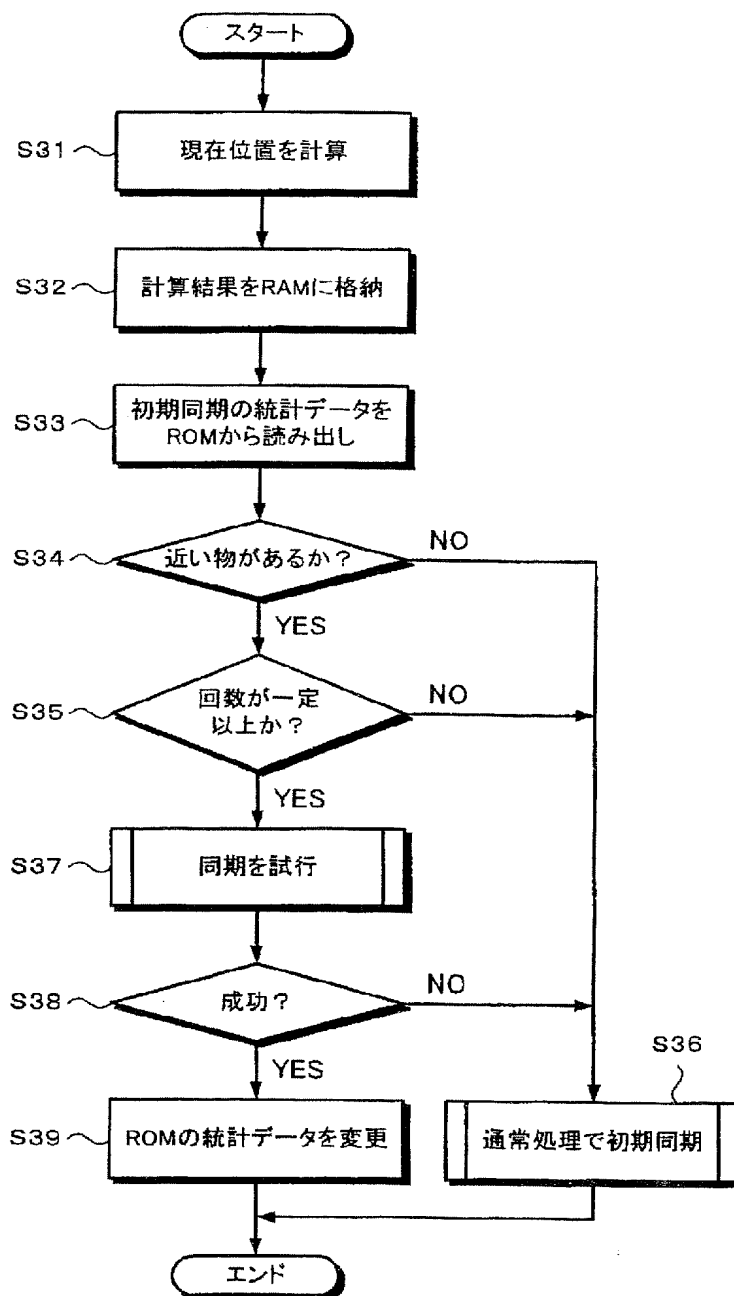 スタート
S31
現在位置を計算
S32
計算結果をRAMに格納
S33
初期同期の統計データを
ROMから読み出し
S34
近い物があるか?
NO
YES
S35
回数が一定
以上か?
NO
YES
S37
同期を試行
S38
成功?
NO
YES
S36
S39
ROMの統計データを変更
通常処理で初期同期
エンド